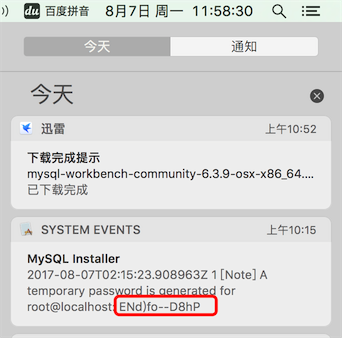 du 百度拼音 8月7日 周一 11:58:30
今天 通知
今天
迅雷 上午10:52
下载完成提示
mysql-workbench-community-6.3.9-osx-x86_64....
已下载完成
SYSTEM EVENTS 上午10:15
MySQL Installer
2017-08-07T02:15:23.908963Z 1 [Note] A
temporary password is generated for
root@localhost: ENd)fo--D8hP